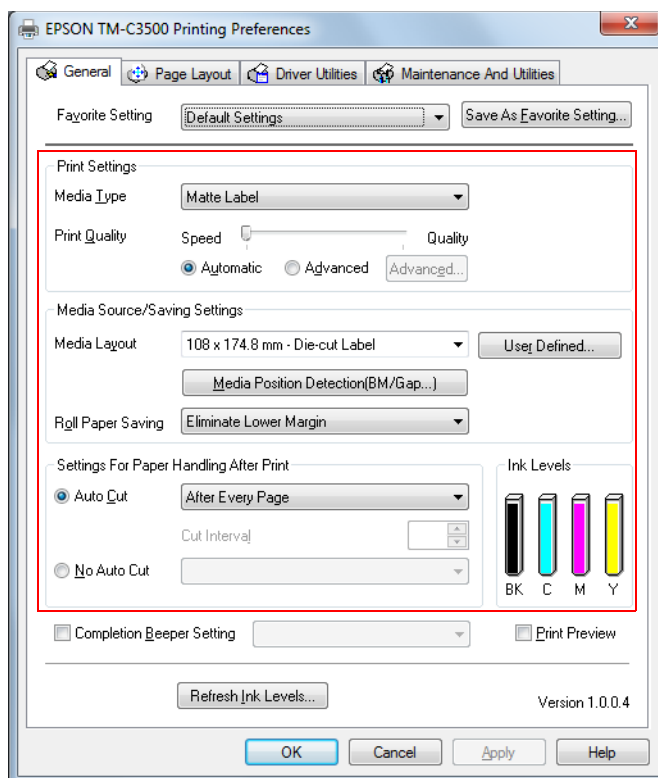 EPSON TM-C3500 Printing Preferences
General Page Layout Driver Utilities Maintenance And Utilities
Favorite Setting Default Settings Save As Favorite Setting...
Print Settings
Media Type Matte Label
Print Quality Speed Quality
Automatic Advanced Advanced...
Media Source/Saving Settings
Media Layout 108 x 174.8 mm - Die-cut Label User Defined...
Media Position Detection(BM/Gap...)
Roll Paper Saving Eliminate Lower Margin
Settings For Paper Handling After Print Ink Levels
Auto Cut After Every Page
Cut Interval
No Auto Cut
BK C M Y
Completion Beeper Setting Print Preview
Refresh Ink Levels... Version 1.0.0.4
OK Cancel Apply Help